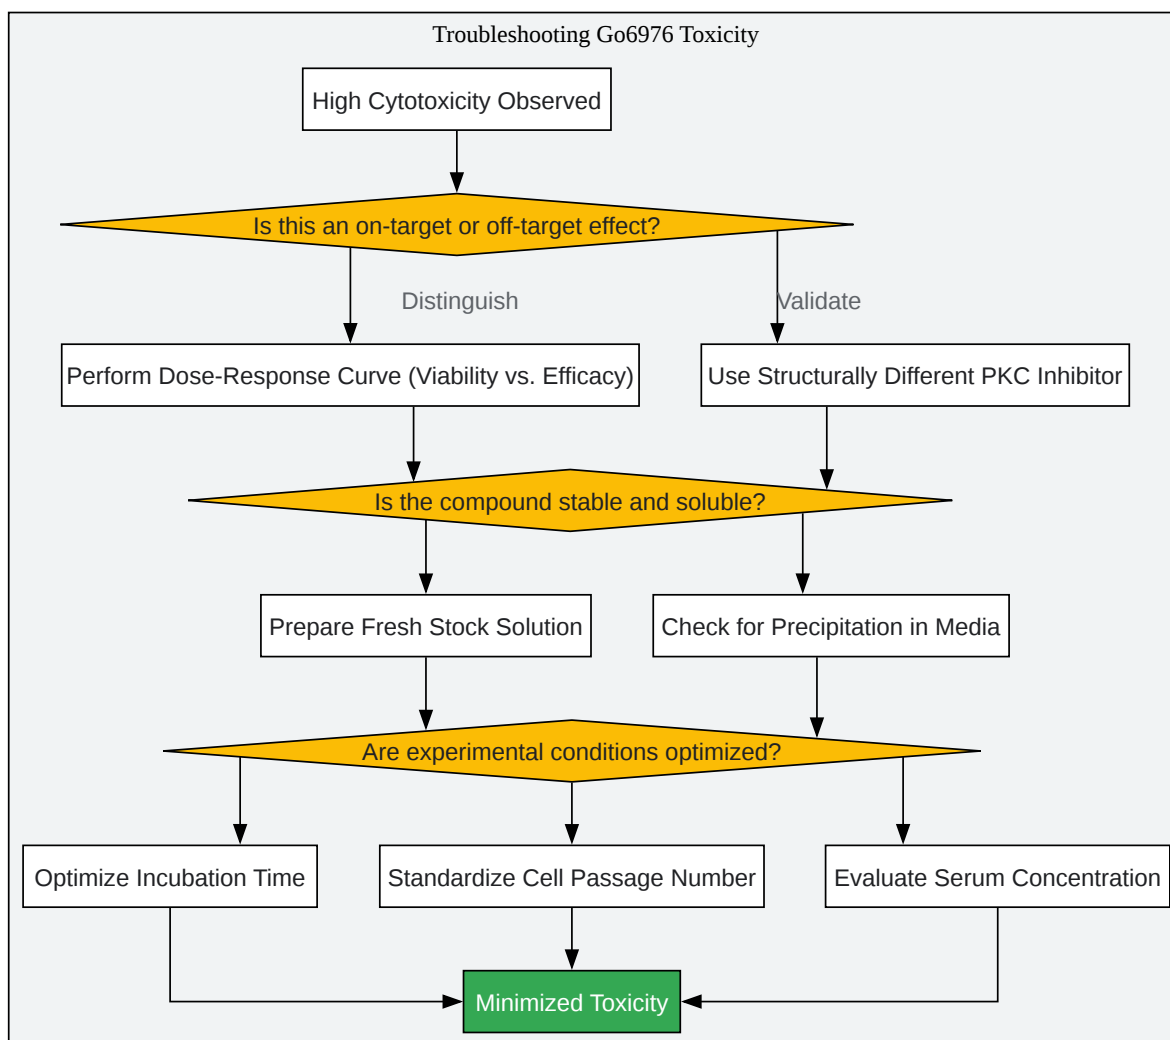 Troubleshooting Go6976 Toxicity
High Cytotoxicity Observed
Is this an on-target or off-target effect?
Distinguish
Validate
Perform Dose-Response Curve (Viability vs. Efficacy)
Use Structurally Different PKC Inhibitor
Is the compound stable and soluble?
Prepare Fresh Stock Solution
Check for Precipitation in Media
Are experimental conditions optimized?
Optimize Incubation Time
Standardize Cell Passage Number
Evaluate Serum Concentration
Minimized Toxicity